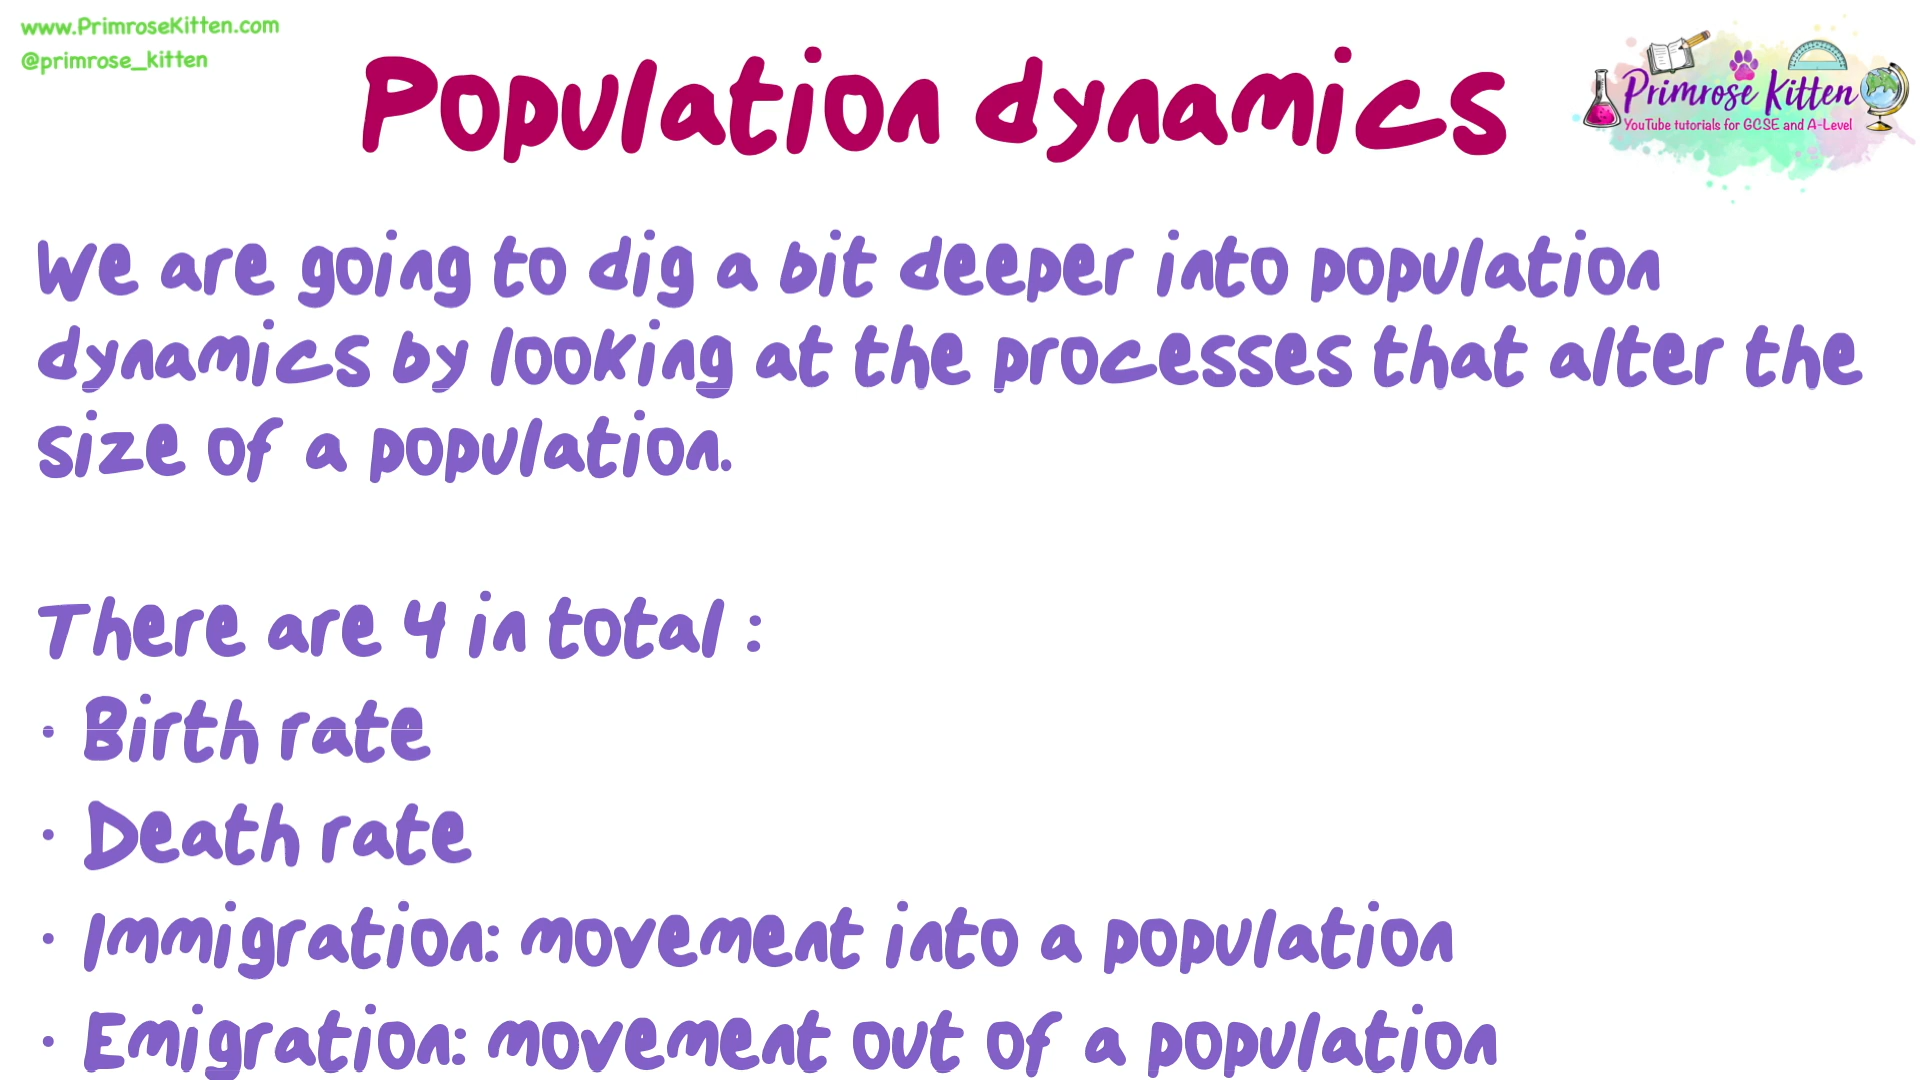 www.PrimroseKitten.com
@primrose_kitten
Population dynamics
Primrose Kitten
YouTube tutorials for GCSE and A-Level
We are going to dig a bit deeper into population
dynamics by looking at the processes that alter the
size of a population.
There are 4 in total :
• Birth rate
• Death rate
• Immigration: movement into a population
• Emigration: movement out of a population